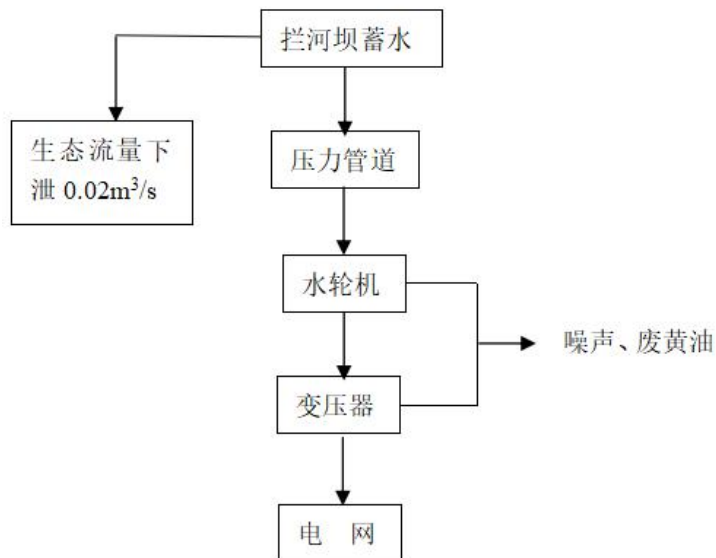 拦河坝蓄水
生态流量下
泄 0.02m³/s
压力管道
水轮机
噪声、废黄油
变压器
电 网